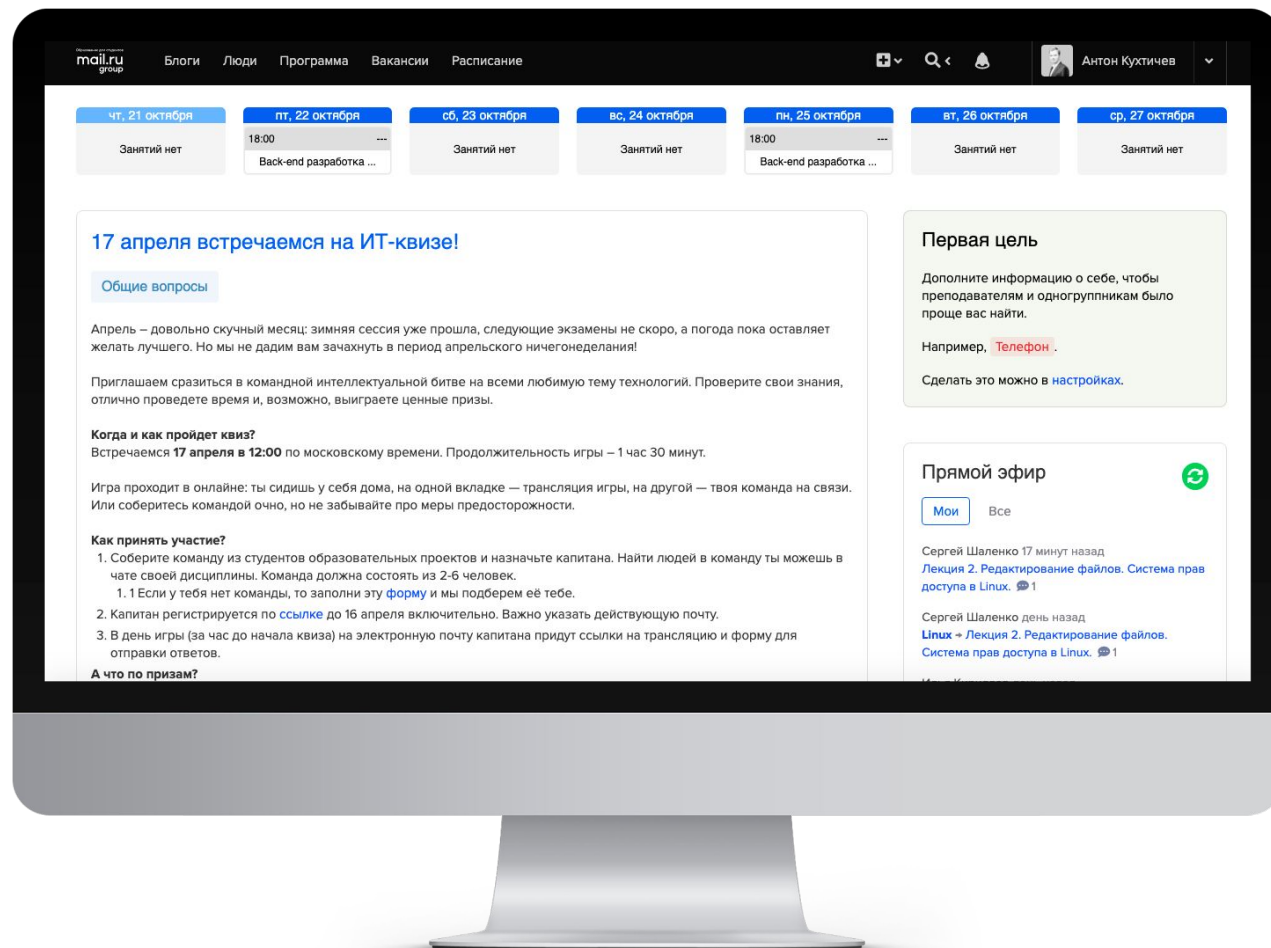 Образование для студентов
mail.ru
group
Блоги Люди Программа Вакансии Расписание
Антон Кухтичев
чт, 21 октября
Занятий нет
пт, 22 октября
18:00 ---
Back-end разработка ...
сб, 23 октября
Занятий нет
вс, 24 октября
Занятий нет
пн, 25 октября
18:00 ---
Back-end разработка ...
вт, 26 октября
Занятий нет
ср, 27 октября
Занятий нет
17 апреля встречаемся на ИТ-квизе!
Общие вопросы
Апрель – довольно скучный месяц: зимняя сессия уже прошла, следующие экзамены не скоро, а погода пока оставляет
желать лучшего. Но мы не дадим вам зачахнуть в период апрельского ничегонеделания!
Приглашаем сразиться в командной интеллектуальной битве на всеми любимую тему технологий. Проверите свои знания,
отлично проведете время и, возможно, выиграете ценные призы.
Когда и как пройдет квиз?
Встречаемся 17 апреля в 12:00 по московскому времени. Продолжительность игры – 1 час 30 минут.
Игра проходит в онлайне: ты сидишь у себя дома, на одной вкладке — трансляция игры, на другой — твоя команда на связи.
Или соберитесь командой очно, но не забывайте про меры предосторожности.
Как принять участие?
1. Соберите команду из студентов образовательных проектов и назначьте капитана. Найти людей в команду ты можешь в
чате своей дисциплины. Команда должна состоять из 2-6 человек.
1. 1 Если у тебя нет команды, то заполни эту форму и мы подберем её тебе.
2. Капитан регистрируется по ссылке до 16 апреля включительно. Важно указать действующую почту.
3. В день игры (за час до начала квиза) на электронную почту капитана придут ссылки на трансляцию и форму для
отправки ответов.
А что по призам?
Первая цель
Дополните информацию о себе, чтобы
преподавателям и одногруппникам было
проще вас найти.
Например, Телефон .
Сделать это можно в настройках.
Прямой эфир
Мои Все
Сергей Шаленко 17 минут назад
Лекция 2. Редактирование файлов. Система прав
доступа в Linux. 1
Сергей Шаленко день назад
Linux → Лекция 2. Редактирование файлов.
Система прав доступа в Linux. 1